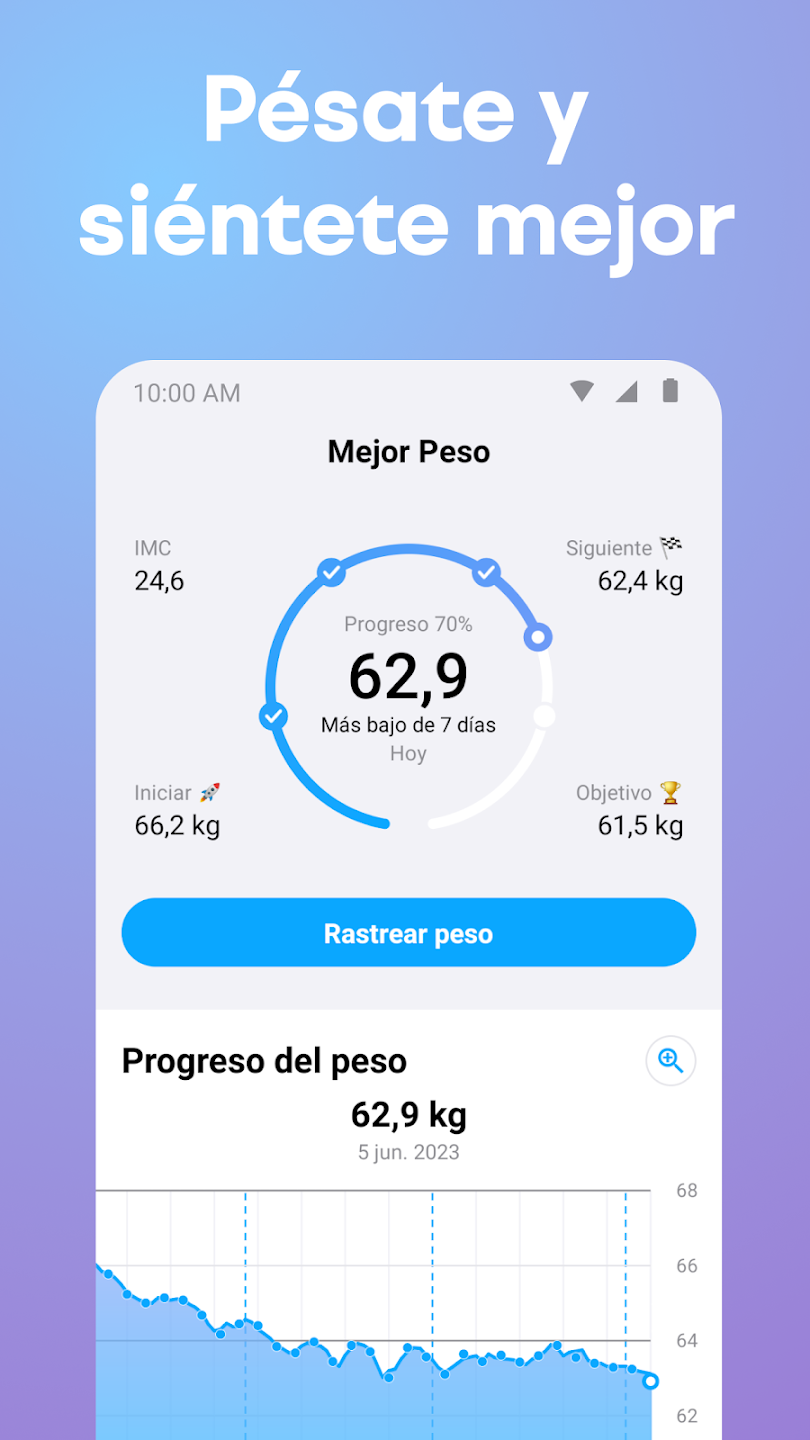 Pésate y
siéntete mejor
10:00 AM
Mejor Peso
IMC
24,6
Siguiente
62,4 kg
Progreso 70%
62,9
Más bajo de 7 días
Hoy
Iniciar
66,2 kg
Objetivo
61,5 kg
Rastrear peso
Progreso del peso
62,9 kg
5 jun. 2023
68
66
64
62